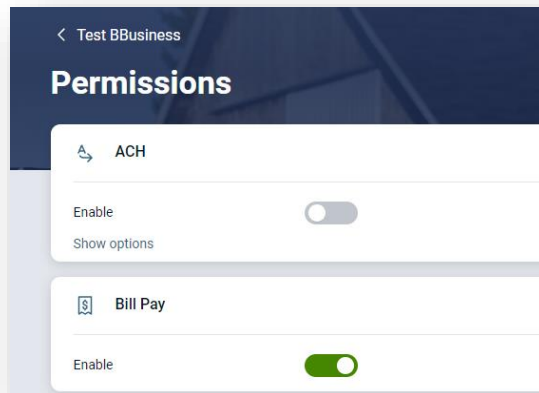 Test BBusiness
Permissions
ACH
Enable
Show options
Bill Pay
Enable